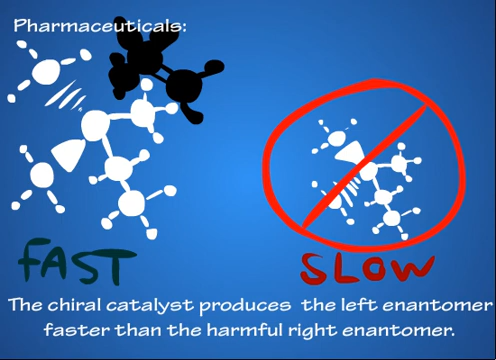 Pharmaceuticals:
FAST
SLOW
The chiral catalyst produces the left enantomer
faster than the harmful right enantomer.